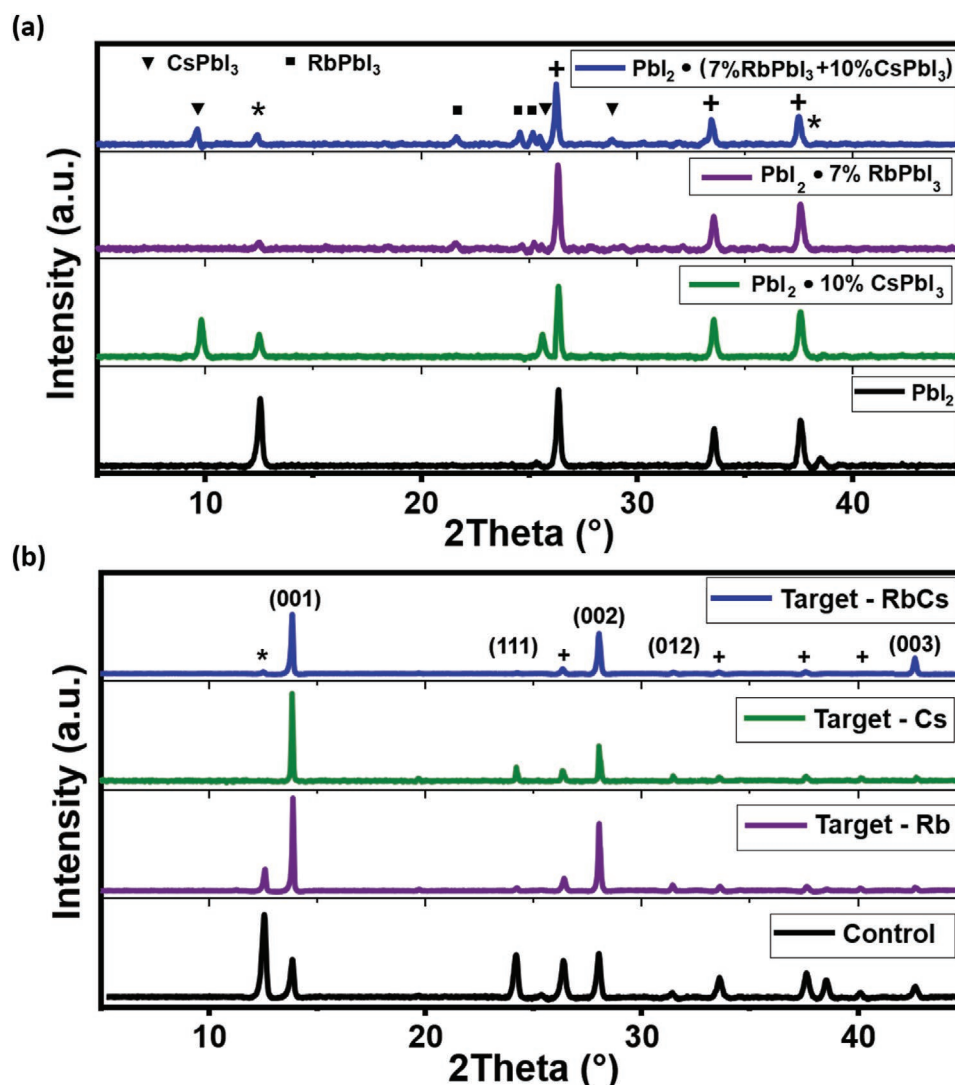 (a)
▼ CsPbI₃ ■ RbPbI₃
PbI₂ • (7%RbPbI₃+10%CsPbI₃)
▼ * ■ ■ ■ ▼ + ▼ + + *
PbI₂ • 7% RbPbI₃
PbI₂ • 10% CsPbI₃
PbI₂
Intensity (a.u.)
10 20 30 40
2Theta (°)
(b)
Target - RbCs
* (001) (111) + (002) (012) + + + (003)
Target - Cs
Target - Rb
Control
Intensity (a.u.)
10 20 30 40
2Theta (°)